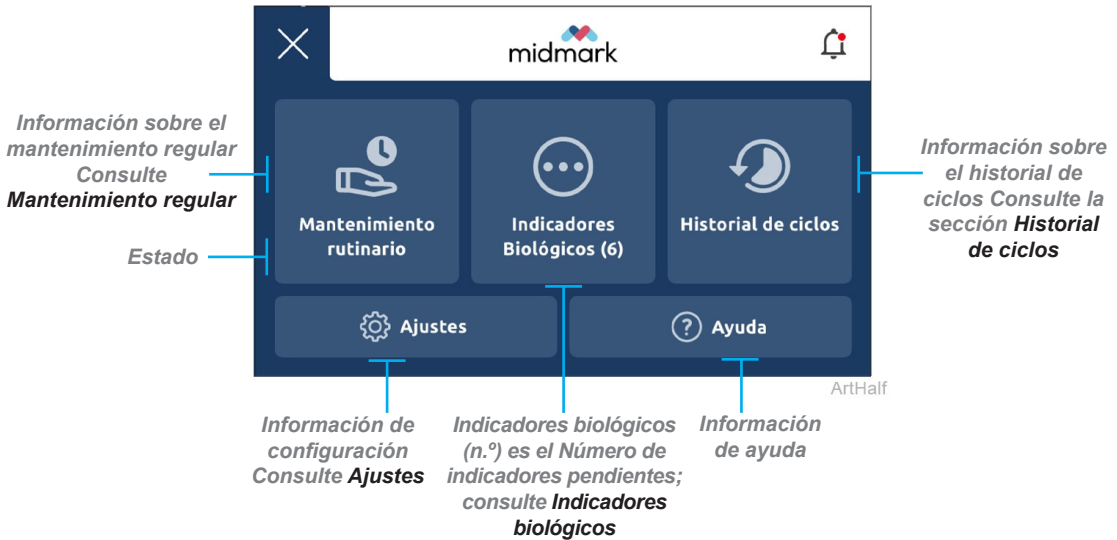 midmark
Información sobre el
mantenimiento regular
Consulte
Mantenimiento regular
Estado
Mantenimiento
rutinario
Indicadores
Biológicos (6)
Historial de ciclos
Información sobre
el historial de
ciclos Consulte la
sección Historial
de ciclos
Ajustes
Ayuda
ArtHalf
Información de
configuración
Consulte Ajustes
Indicadores biológicos
(n.º) es el Número de
indicadores pendientes;
consulte Indicadores
biológicos
Información
de ayuda